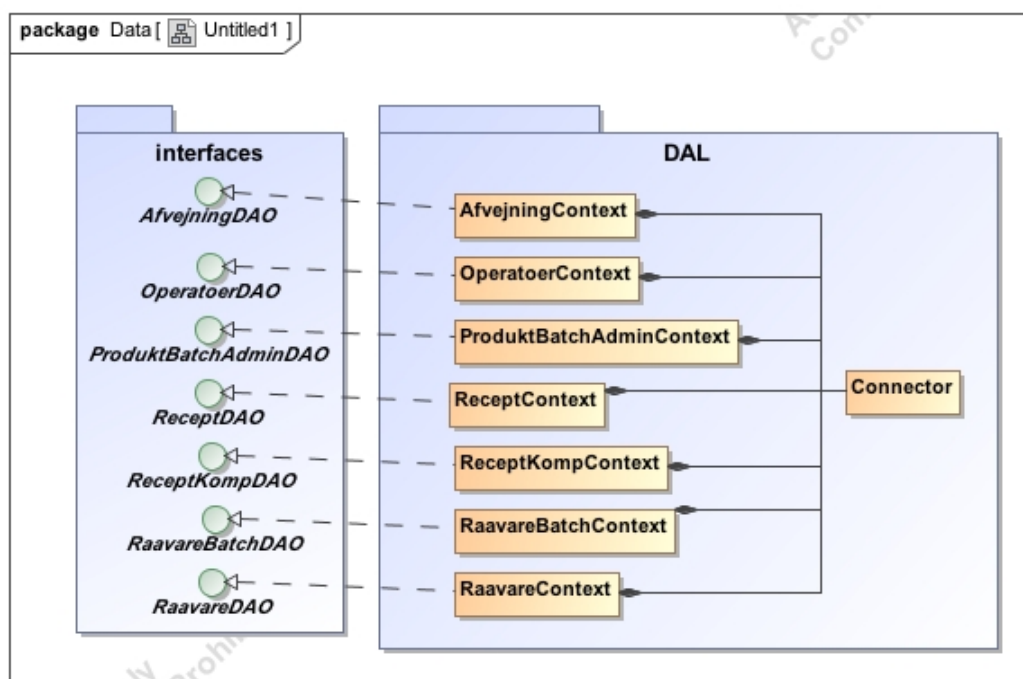 package Data [ Untitled1 ]
interfaces
DAL
AfvejningDAO
AfvejningContext
OperatoerDAO
OperatoerContext
ProduktBatchAdminDAO
ProduktBatchAdminContext
ReceptDAO
ReceptContext
Connector
ReceptKompDAO
ReceptKompContext
RaavareBatchDAO
RaavareBatchContext
RaavareDAO
RaavareContext